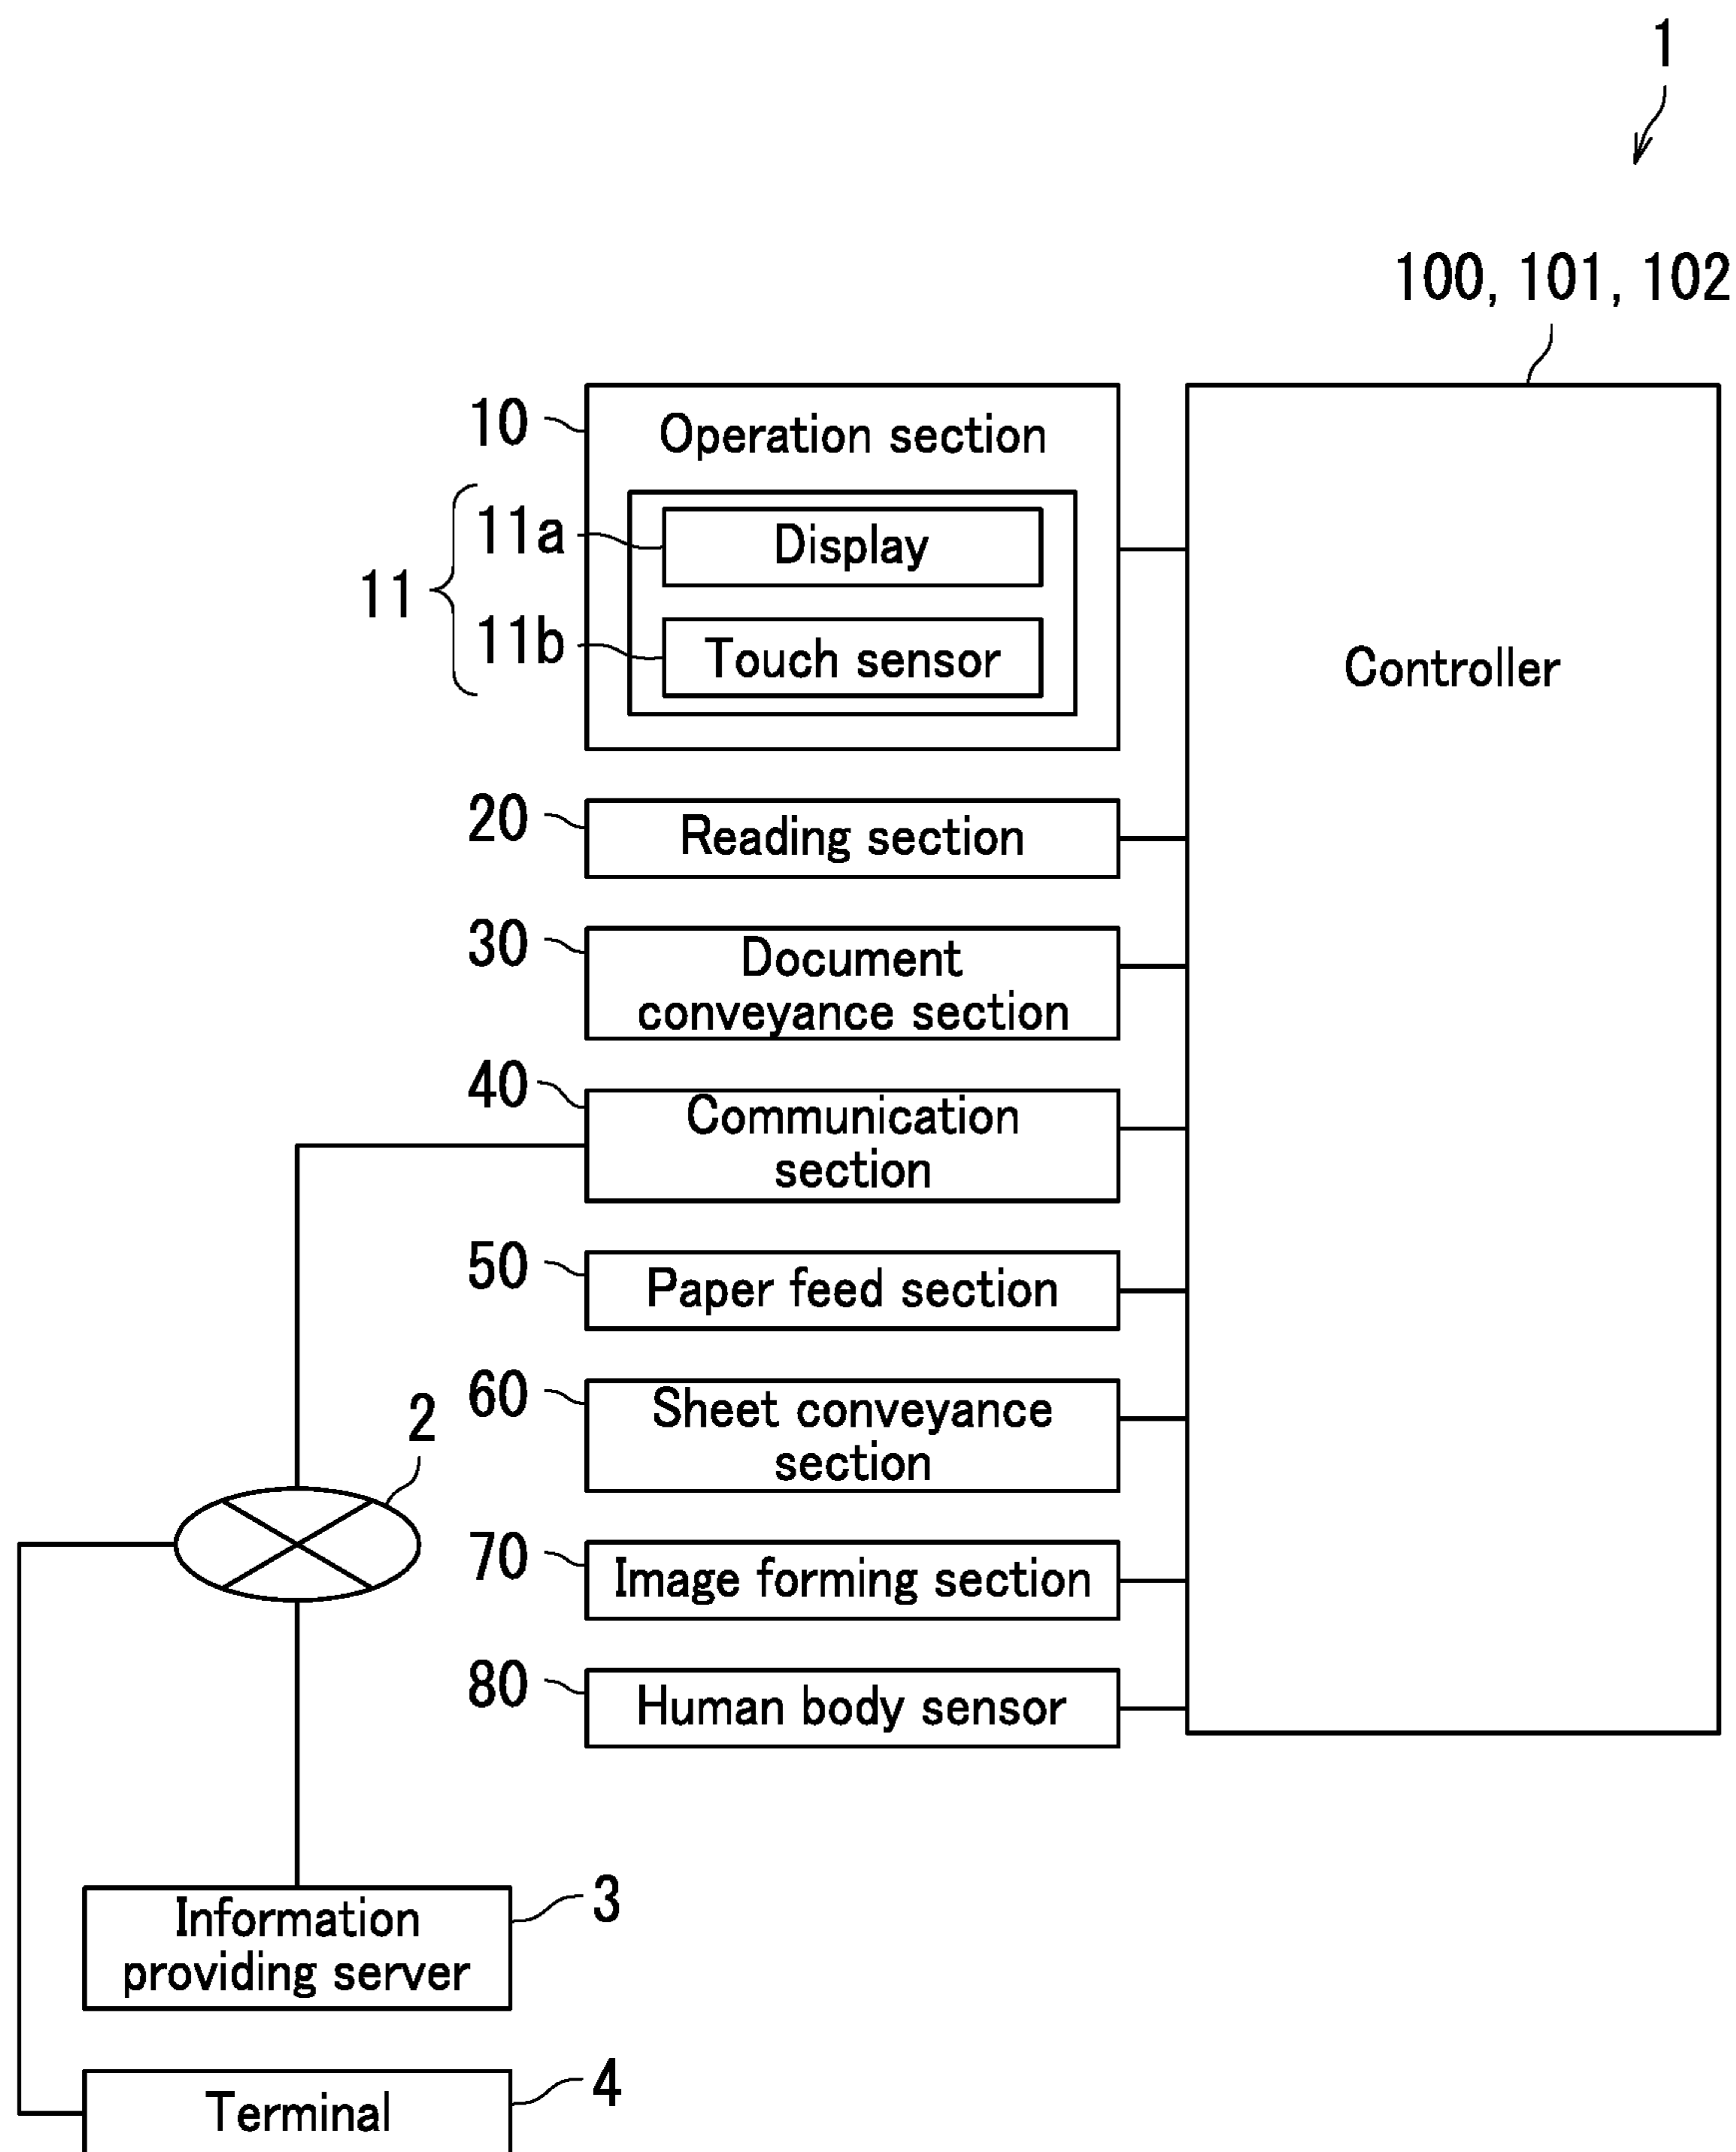 1
100, 101, 102
10
Operation section
11
11a
Display
11b
Touch sensor
Controller
20
Reading section
30
Document
conveyance section
40
Communication
section
50
Paper feed section
60
Sheet conveyance
section
2
70
Image forming section
80
Human body sensor
Information
providing server
3
Terminal
4